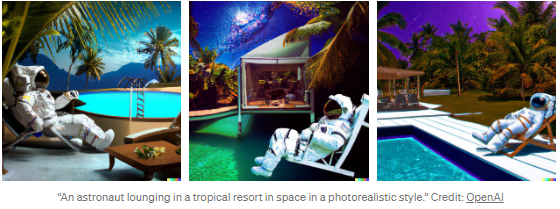 “An astronaut lounging in a tropical resort in space in a photorealistic style.” Credit: OpenAI